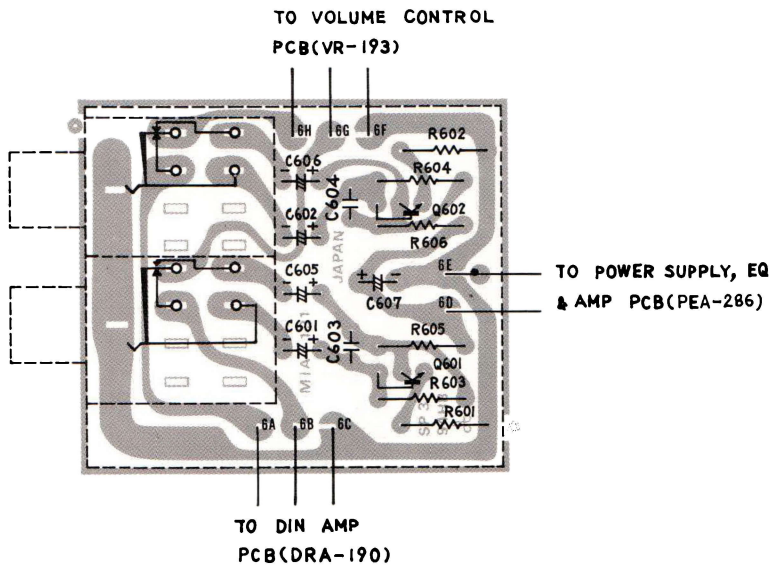 TO VOLUME CONTROL
PCB(VR-193)
6H 6G 6F
R602
C606
R604
C604
C602
Q602
R606
JAPAN
6E
TO POWER SUPPLY, EQ
& AMP PCB(PEA-286)
C605
C607
6D
C601
C603
R605
Q601
R603
R601
6A 6B 6C
TO DIN AMP
PCB(DRA-190)